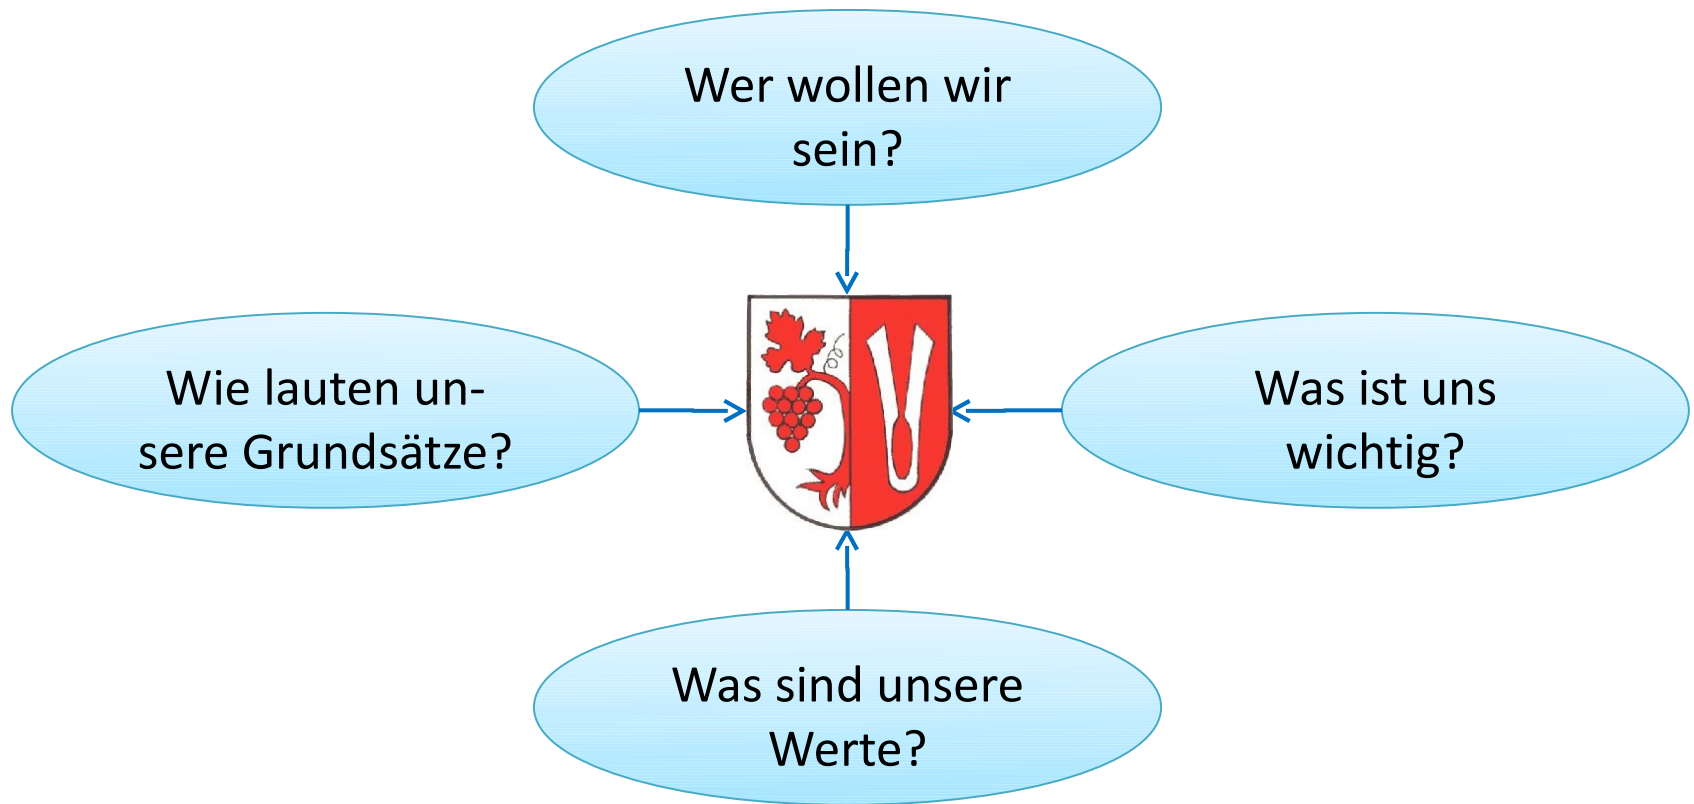 Wer wollen wir
sein?
Wie lauten un-
sere Grundsätze?
Was ist uns
wichtig?
Was sind unsere
Werte?